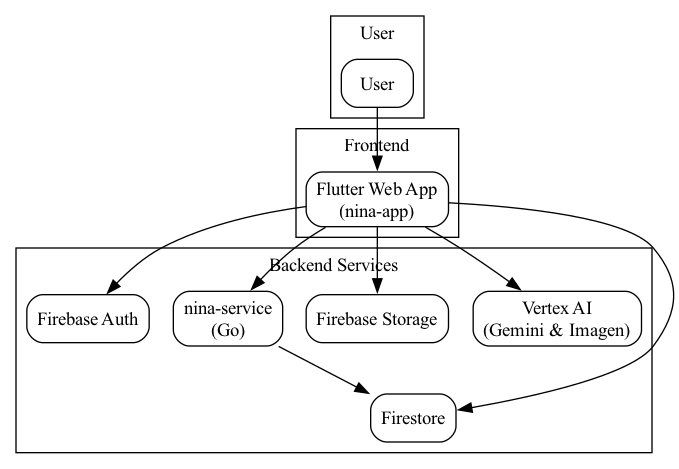 User
User
Frontend
Flutter Web App
(nina-app)
Backend Services
Firebase Auth
nina-service
(Go)
Firebase Storage
Vertex AI
(Gemini & Imagen)
Firestore